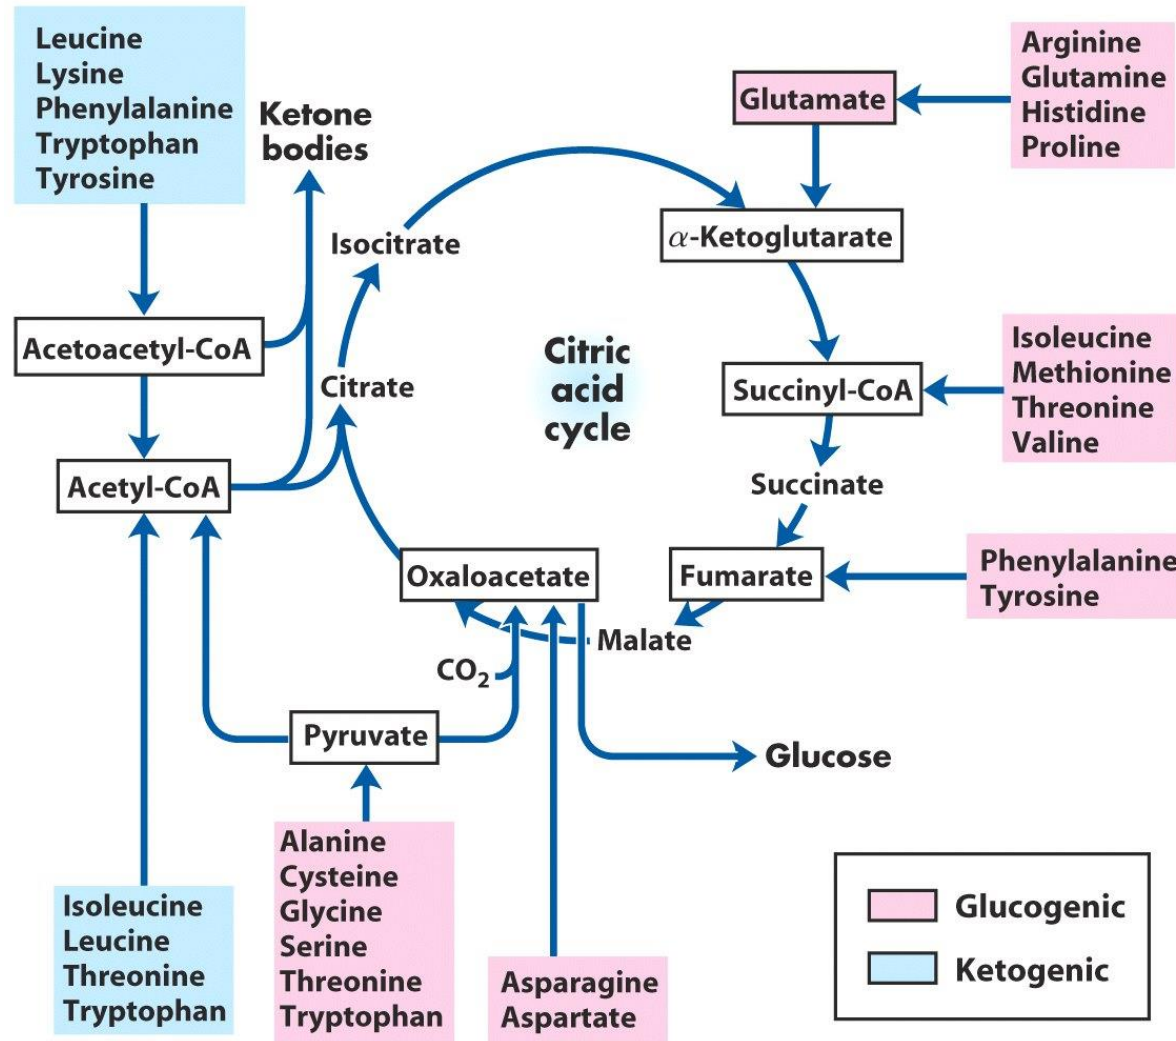 Leucine
Lysine
Phenylalanine
Tryptophan
Tyrosine
Ketone
bodies
Glutamate
Arginine
Glutamine
Histidine
Proline
Isocitrate
α-Ketoglutarate
Acetoacetyl-CoA
Citrate
Citric
acid
cycle
Succinyl-CoA
Isoleucine
Methionine
Threonine
Valine
Acetyl-CoA
Succinate
Oxaloacetate
Fumarate
Phenylalanine
Tyrosine
Malate
CO₂
Pyruvate
Glucose
Isoleucine
Leucine
Threonine
Tryptophan
Alanine
Cysteine
Glycine
Serine
Threonine
Tryptophan
Asparagine
Aspartate
Glucogenic
Ketogenic